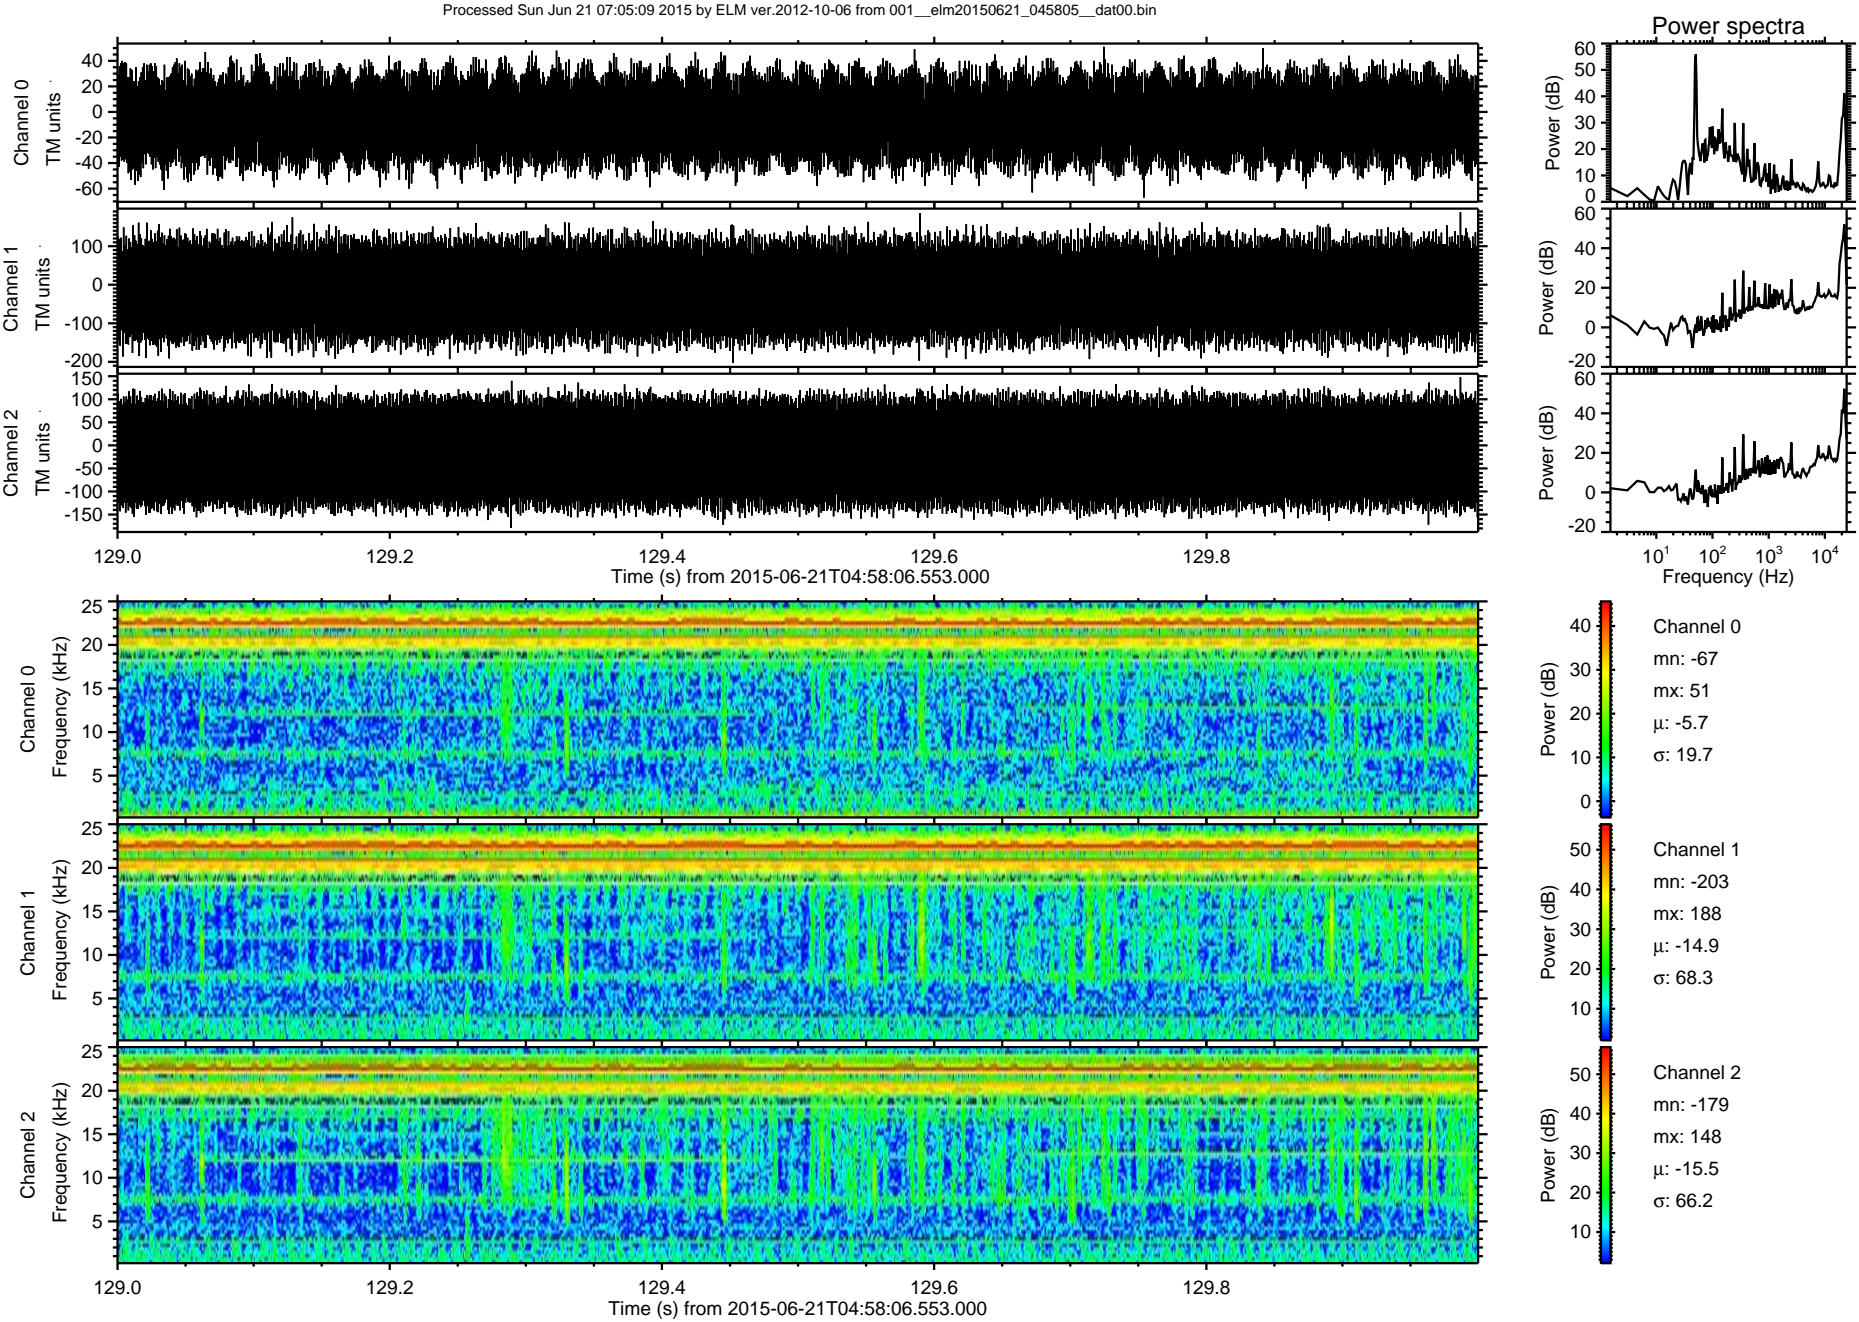 Processed Sun Jun 21 07:05:09 2015 by ELM ver.2012-10-06 from 001__elm20150621_045805__dat00.bin
Power spectra
Channel 0
TM units
40
20
0
-20
-40
-60
Power (dB)
60
50
40
30
20
10
0
Channel 1
TM units
100
0
-100
-200
Power (dB)
60
40
20
0
-20
Channel 2
TM units
150
100
50
0
-50
-100
-150
Power (dB)
60
40
20
0
-20
129.0 129.2 129.4 129.6 129.8
Time (s) from 2015-06-21T04:58:06.553.000
10^1 10^2 10^3 10^4
Frequency (Hz)
Channel 0
Frequency (kHz)
25
20
15
10
5
Power (dB)
40
30
20
10
0
Channel 0
mn: -67
mx: 51
μ: -5.7
σ: 19.7
Channel 1
Frequency (kHz)
25
20
15
10
5
Power (dB)
50
40
30
20
10
Channel 1
mn: -203
mx: 188
μ: -14.9
σ: 68.3
Channel 2
Frequency (kHz)
25
20
15
10
5
Power (dB)
50
40
30
20
10
Channel 2
mn: -179
mx: 148
μ: -15.5
σ: 66.2
129.0 129.2 129.4 129.6 129.8
Time (s) from 2015-06-21T04:58:06.553.000